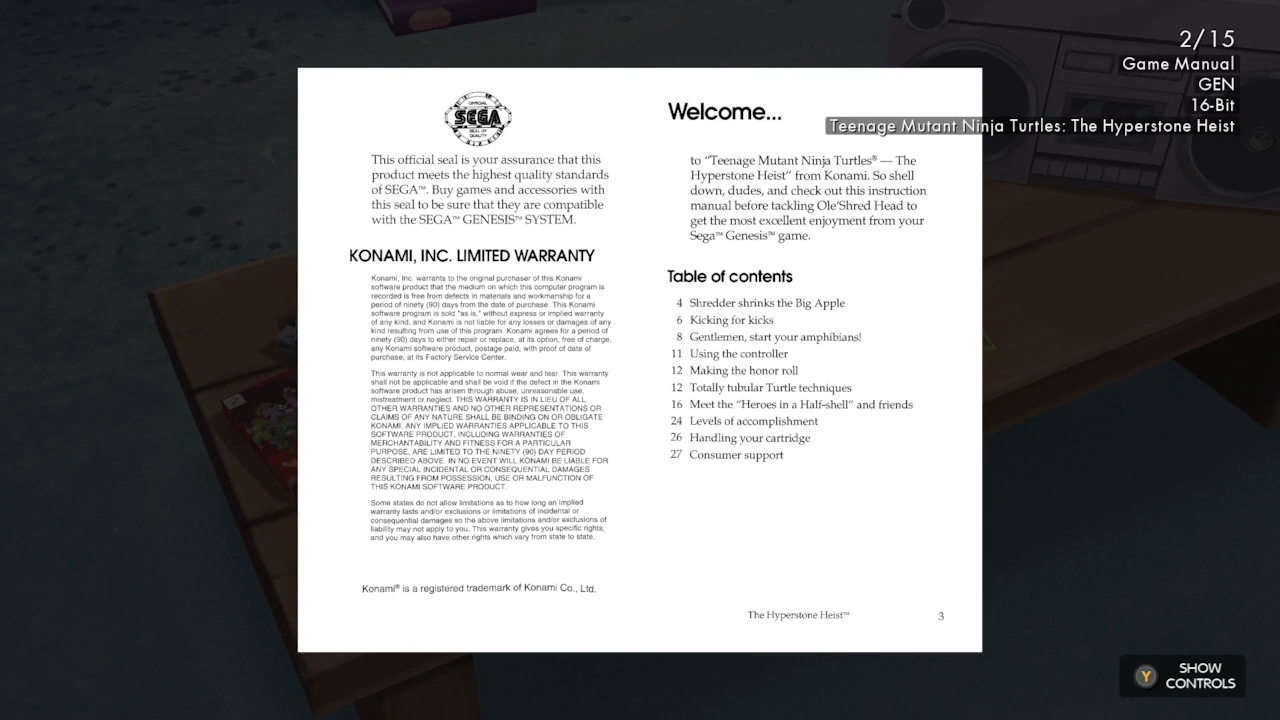 2/15
Game Manual
GEN
16-Bit
Teenage Mutant Ninja Turtles: The Hyperstone Heist
OFFICIAL
SEGA
SEAL OF
QUALITY
This official seal is your assurance that this
product meets the highest quality standards
of SEGA™. Buy games and accessories with
this seal to be sure that they are compatible
with the SEGA™ GENESIS™ SYSTEM.
KONAMI, INC. LIMITED WARRANTY
Konami, Inc. warrants to the original purchaser of this Konami
software product that the medium on which this computer program is
recorded is free from defects in materials and workmanship for a
period of ninety (90) days from the date of purchase. This Konami
software program is sold "as is," without express or implied warranty
of any kind, and Konami is not liable for any losses or damages of any
kind resulting from use of this program. Konami agrees for a period of
ninety (90) days to either repair or replace, at its option, free of charge,
any Konami software product, postage paid, with proof of date of
purchase, at its Factory Service Center.
This warranty is not applicable to normal wear and tear. This warranty
shall not be applicable and shall be void if the defect in the Konami
software product has arisen through abuse, unreasonable use,
mistreatment or neglect. THIS WARRANTY IS IN LIEU OF ALL
OTHER WARRANTIES AND NO OTHER REPRESENTATIONS OR
CLAIMS OF ANY NATURE SHALL BE BINDING ON OR OBLIGATE
KONAMI. ANY IMPLIED WARRANTIES APPLICABLE TO THIS
SOFTWARE PRODUCT, INCLUDING WARRANTIES OF
MERCHANTABILITY AND FITNESS FOR A PARTICULAR
PURPOSE, ARE LIMITED TO THE NINETY (90) DAY PERIOD
DESCRIBED ABOVE. IN NO EVENT WILL KONAMI BE LIABLE FOR
ANY SPECIAL INCIDENTAL OR CONSEQUENTIAL DAMAGES
RESULTING FROM POSSESSION, USE OR MALFUNCTION OF
THIS KONAMI SOFTWARE PRODUCT.
Some states do not allow limitations as to how long an implied
warranty lasts and/or exclusions or limitations of incidental or
consequential damages so the above limitations and/or exclusions of
liability may not apply to you. This warranty gives you specific rights,
and you may also have other rights which vary from state to state.
Konami® is a registered trademark of Konami Co., Ltd.
Welcome...
to “Teenage Mutant Ninja Turtles® — The
Hyperstone Heist” from Konami. So shell
down, dudes, and check out this instruction
manual before tackling Ole‘Shred Head to
get the most excellent enjoyment from your
Sega™ Genesis™ game.
Table of contents
4 Shredder shrinks the Big Apple
6 Kicking for kicks
8 Gentlemen, start your amphibians!
11 Using the controller
12 Making the honor roll
12 Totally tubular Turtle techniques
16 Meet the “Heroes in a Half-shell” and friends
24 Levels of accomplishment
26 Handling your cartridge
27 Consumer support
The Hyperstone Heist™ 3
Y SHOW
CONTROLS